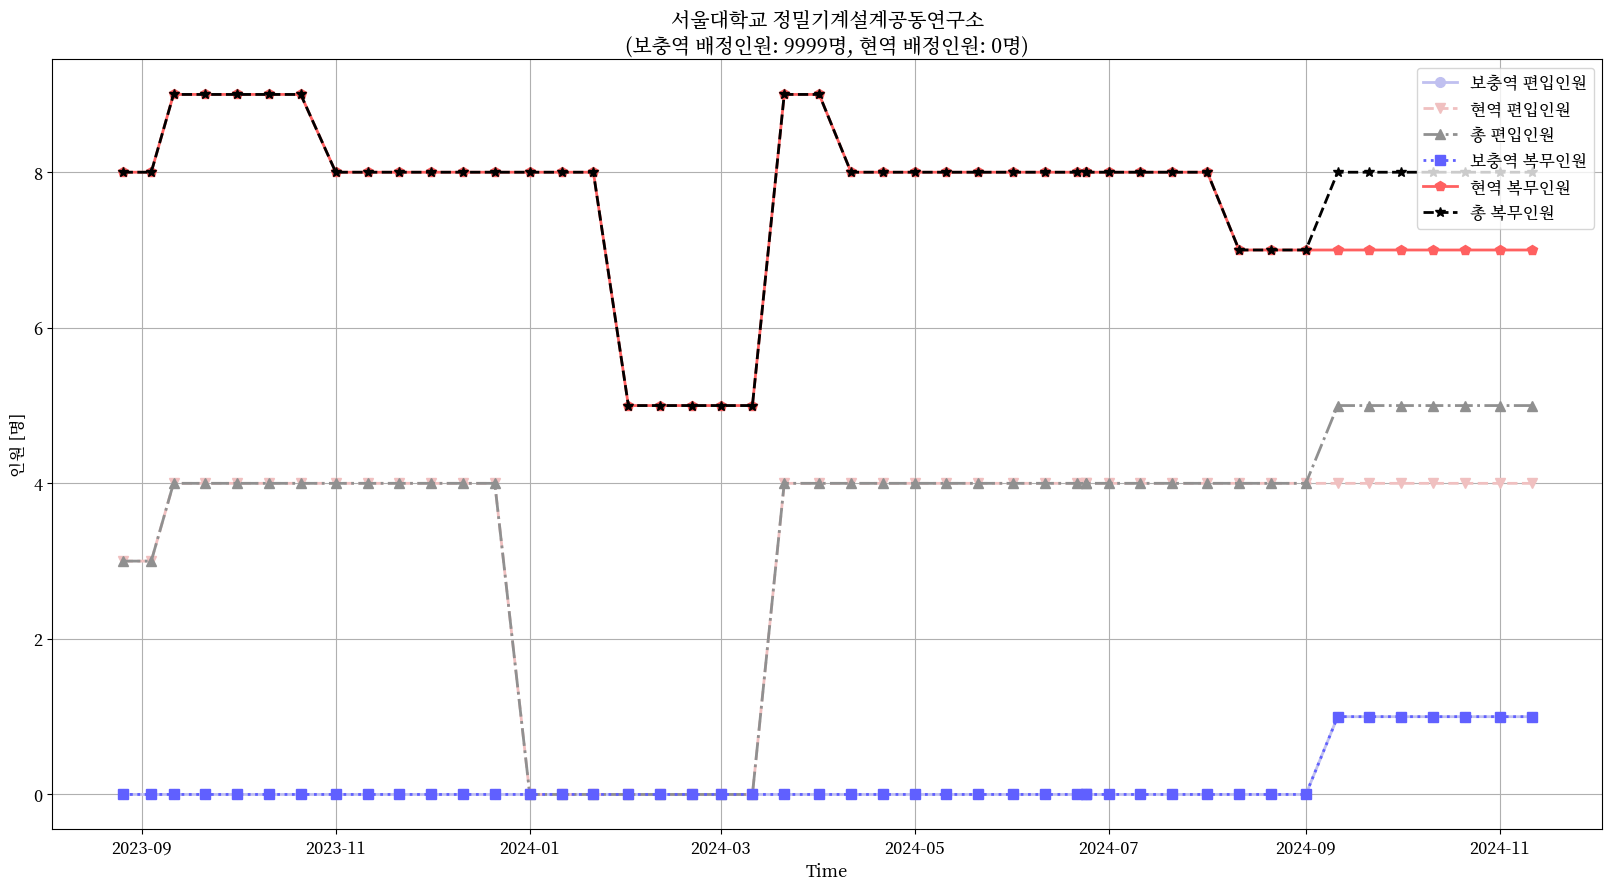 서울대학교 정밀기계설계공동연구소
(보충역 배정인원: 9999명, 현역 배정인원: 0명)
보충역 편입인원
현역 편입인원
총 편입인원
보충역 복무인원
현역 복무인원
총 복무인원
인원 [명]
8
6
4
2
0
2023-09
2023-11
2024-01
2024-03
2024-05
2024-07
2024-09
2024-11
Time